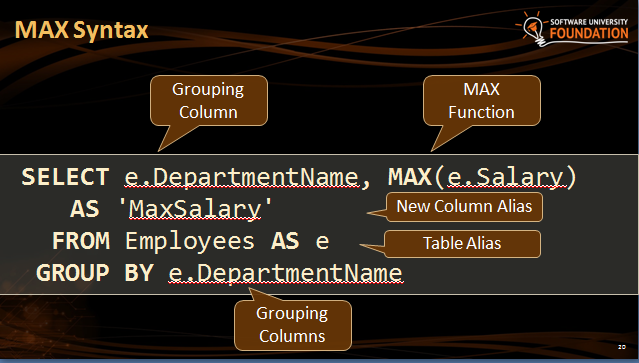 MAX Syntax
SOFTWARE UNIVERSITY
FOUNDATION
Grouping
Column
MAX
Function
SELECT e.DepartmentName, MAX(e.Salary)
AS 'MaxSalary'
New Column Alias
FROM Employees AS e
Table Alias
GROUP BY e.DepartmentName
Grouping
Columns
20